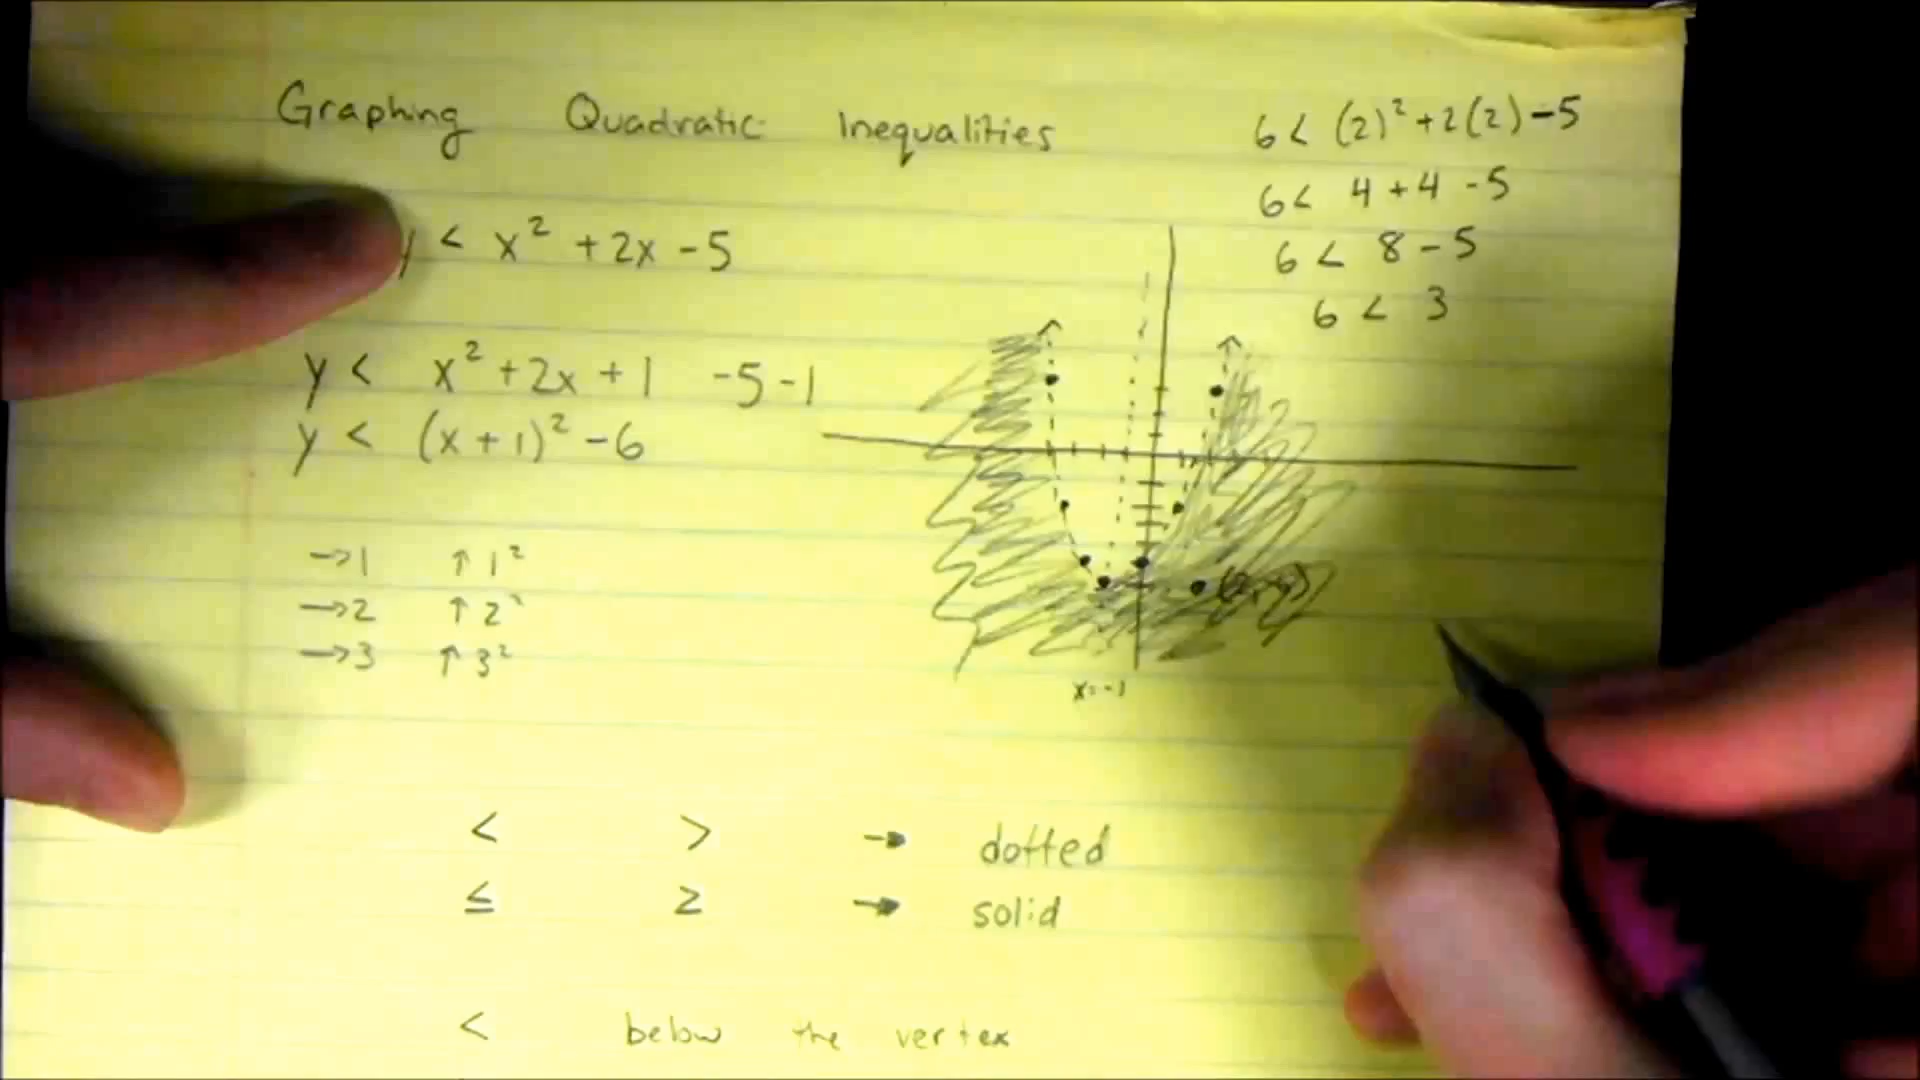 Graphing Quadratic Inequalities
y < x² + 2x - 5
y < x² + 2x + 1 - 5 - 1
y < (x + 1)² - 6
→1 ↑ 1²
→2 ↑ 2²
→3 ↑ 3²
6 < (2)² + 2(2) - 5
6 < 4 + 4 - 5
6 < 8 - 5
6 < 3
x = -1
< > → dotted
≤ ≥ → solid
< below the vertex